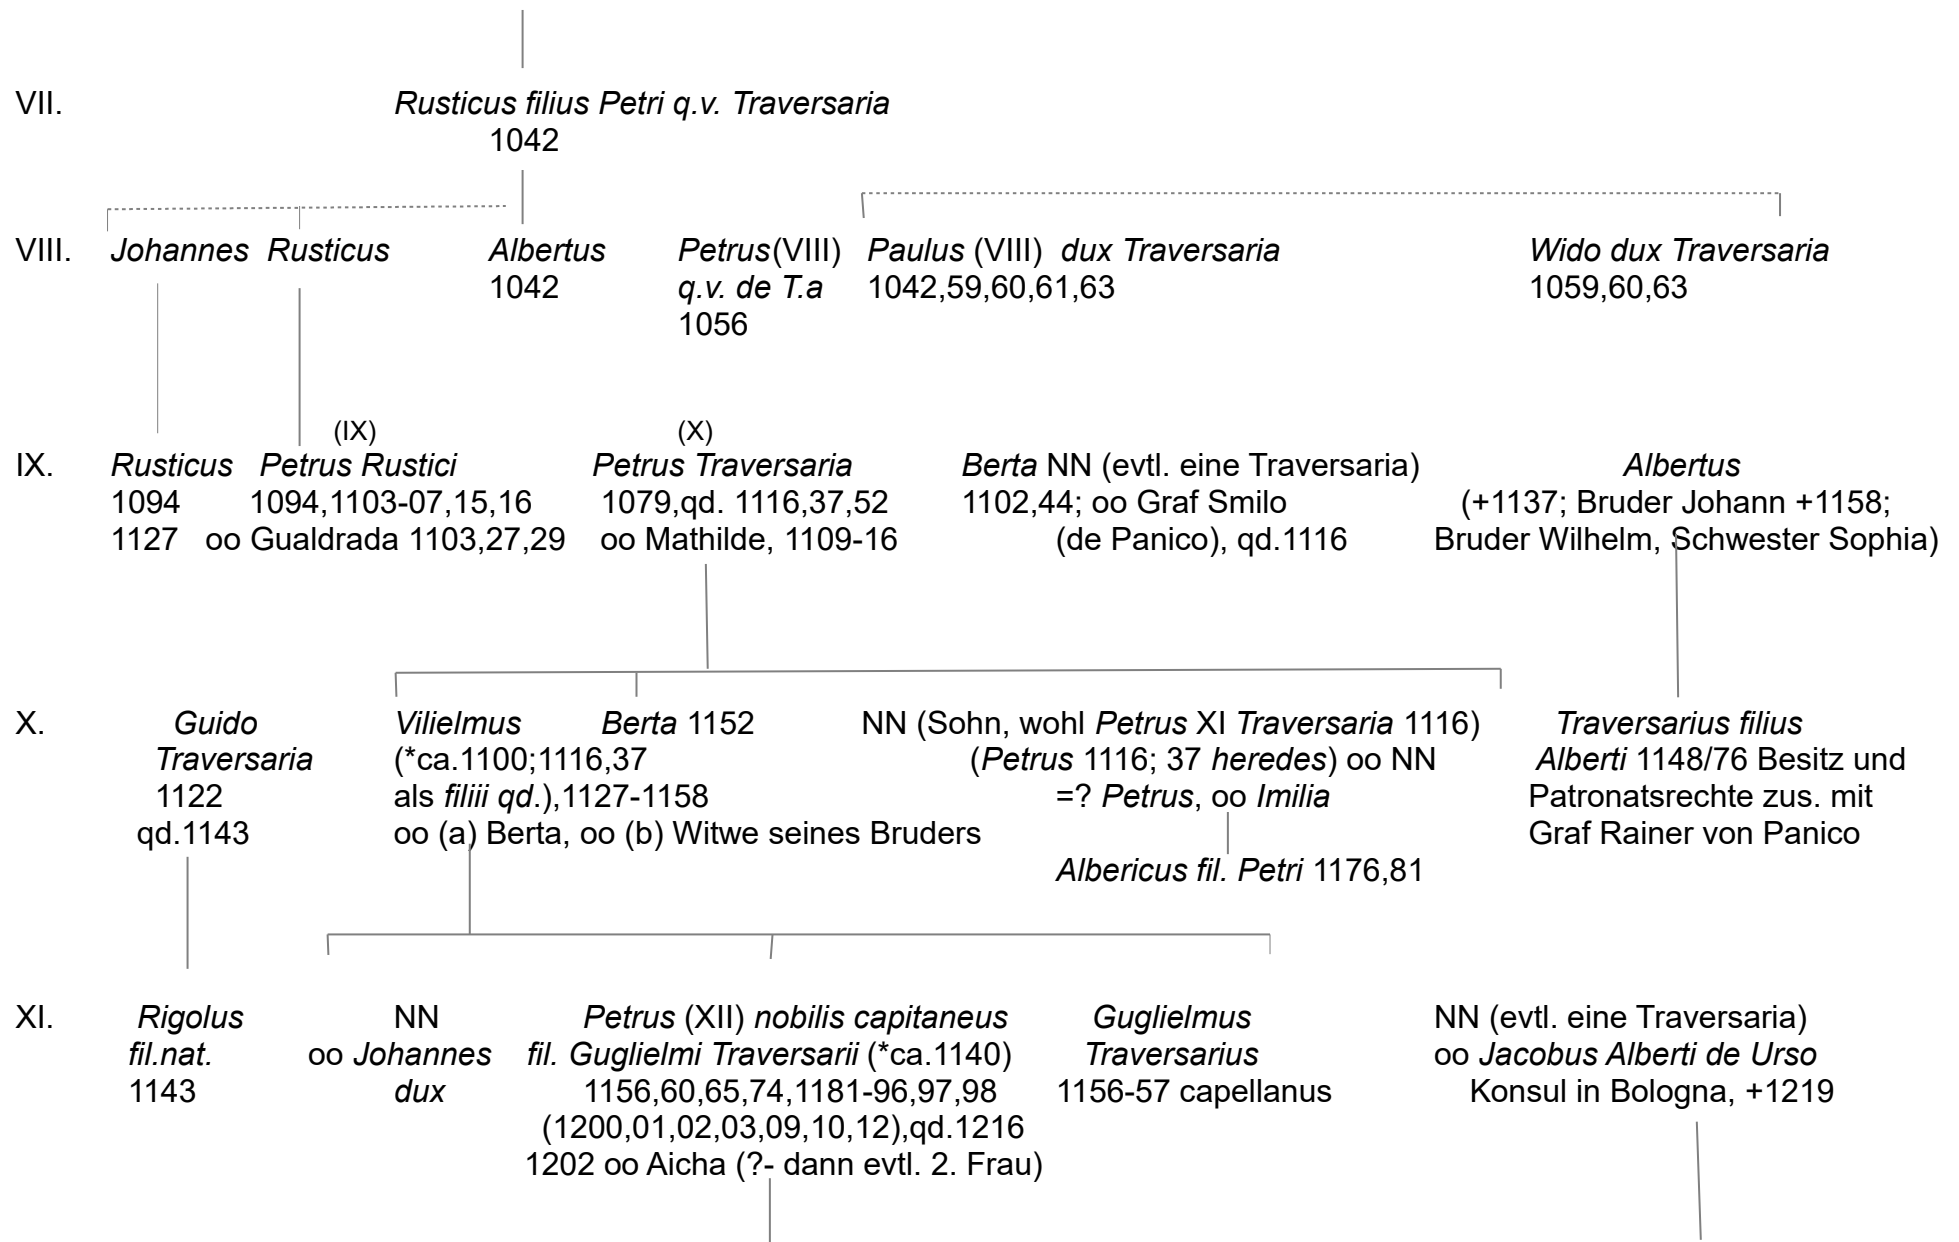 VII. Rusticus filius Petri q.v. Traversaria
1042
VIII. Johannes Rusticus Albertus Petrus(VIII) Paulus (VIII) dux Traversaria Wido dux Traversaria
1042 q.v. de T.a 1042,59,60,61,63 1059,60,63
1056
(IX) (X)
IX. Rusticus Petrus Rustici Petrus Traversaria Berta NN (evtl. eine Traversaria) Albertus
1094 1094,1103-07,15,16 1079,qd. 1116,37,52 1102,44; oo Graf Smilo (+1137; Bruder Johann +1158;
1127 oo Gualdrada 1103,27,29 oo Mathilde, 1109-16 (de Panico), qd.1116 Bruder Wilhelm, Schwester Sophia)
X. Guido Vilielmus Berta 1152 NN (Sohn, wohl Petrus XI Traversaria 1116) Traversarius filius
Traversaria (*ca.1100;1116,37 (Petrus 1116; 37 heredes) oo NN Alberti 1148/76 Besitz und
1122 als filiii qd.),1127-1158 =? Petrus, oo Imilia Patronatsrechte zus. mit
qd.1143 oo (a) Berta, oo (b) Witwe seines Bruders Graf Rainer von Panico
Albericus fil. Petri 1176,81
XI. Rigolus NN Petrus (XII) nobilis capitaneus Guglielmus NN (evtl. eine Traversaria)
fil.nat. oo Johannes fil. Guglielmi Traversarii (*ca.1140) Traversarius oo Jacobus Alberti de Urso
1143 dux 1156,60,65,74,1181-96,97,98 1156-57 capellanus Konsul in Bologna, +1219
(1200,01,02,03,09,10,12),qd.1216
1202 oo Aicha (?- dann evtl. 2. Frau)